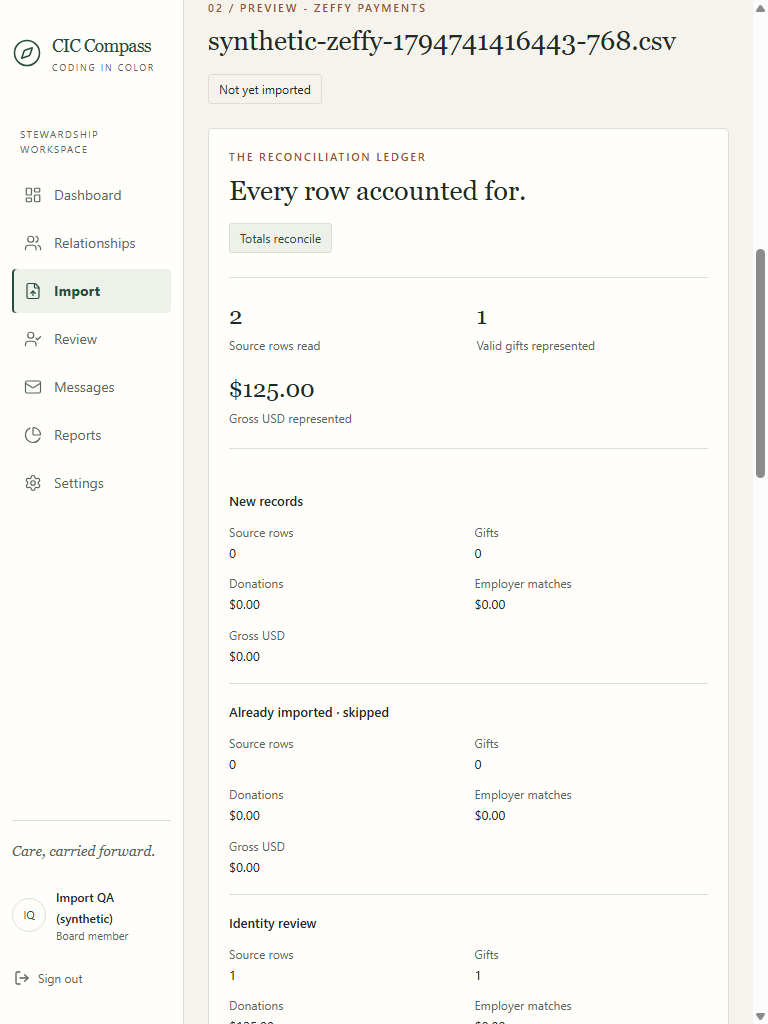 CIC Compass
CODING IN COLOR
STEWARDSHIP
WORKSPACE
Dashboard
Relationships
Import
Review
Messages
Reports
Settings
Care, carried forward.
IQ
Import QA
(synthetic)
Board member
Sign out
02 / PREVIEW - ZEFFY PAYMENTS
synthetic-zeffy-1794741416443-768.csv
Not yet imported
THE RECONCILIATION LEDGER
Every row accounted for.
Totals reconcile
2 1
Source rows read Valid gifts represented
$125.00
Gross USD represented
New records
Source rows Gifts
0 0
Donations Employer matches
$0.00 $0.00
Gross USD
$0.00
Already imported · skipped
Source rows Gifts
0 0
Donations Employer matches
$0.00 $0.00
Gross USD
$0.00
Identity review
Source rows Gifts
1 1
Donations Employer matches